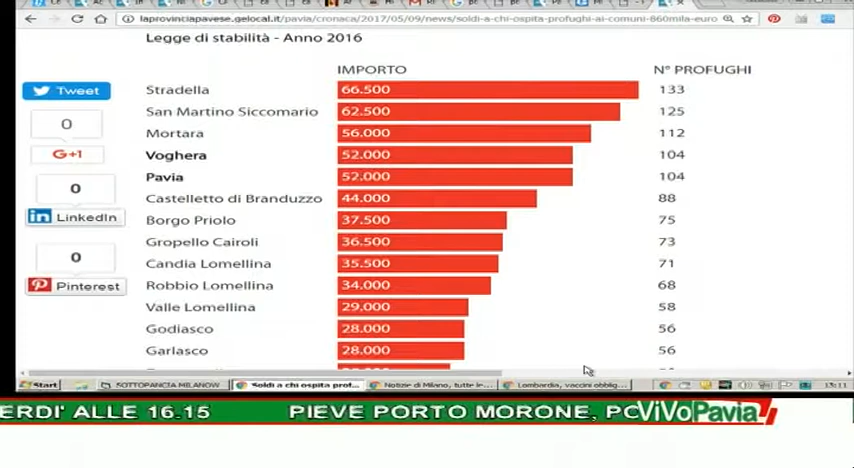 laprovinciapavese.gelocal.it/pavia/cronaca/2017/05/09/news/soldi-a-chi-ospita-profughi-ai-comuni-860mila-euro
Legge di stabilità - Anno 2016
IMPORTO N° PROFUGHI
Tweet
Stradella 66.500 133
0
San Martino Siccomario 62.500 125
Mortara 56.000 112
G+1
Voghera 52.000 104
Pavia 52.000 104
0
Castelletto di Branduzzo 44.000 88
in LinkedIn
Borgo Priolo 37.500 75
Gropello Cairoli 36.500 73
0
Candia Lomellina 35.500 71
Robbio Lomellina 34.000 68
Pinterest
Valle Lomellina 29.000 58
Godiasco 28.000 56
Garlasco 28.000 56
Start SOTTOPANCIA MILANOW Soldi a chi ospita prof... Notizie di Milano, tutte le... Lombardia, vaccini obblig... 13:11
ERDI' ALLE 16.15 PIEVE PORTO MORONE, PC ViVoPavia